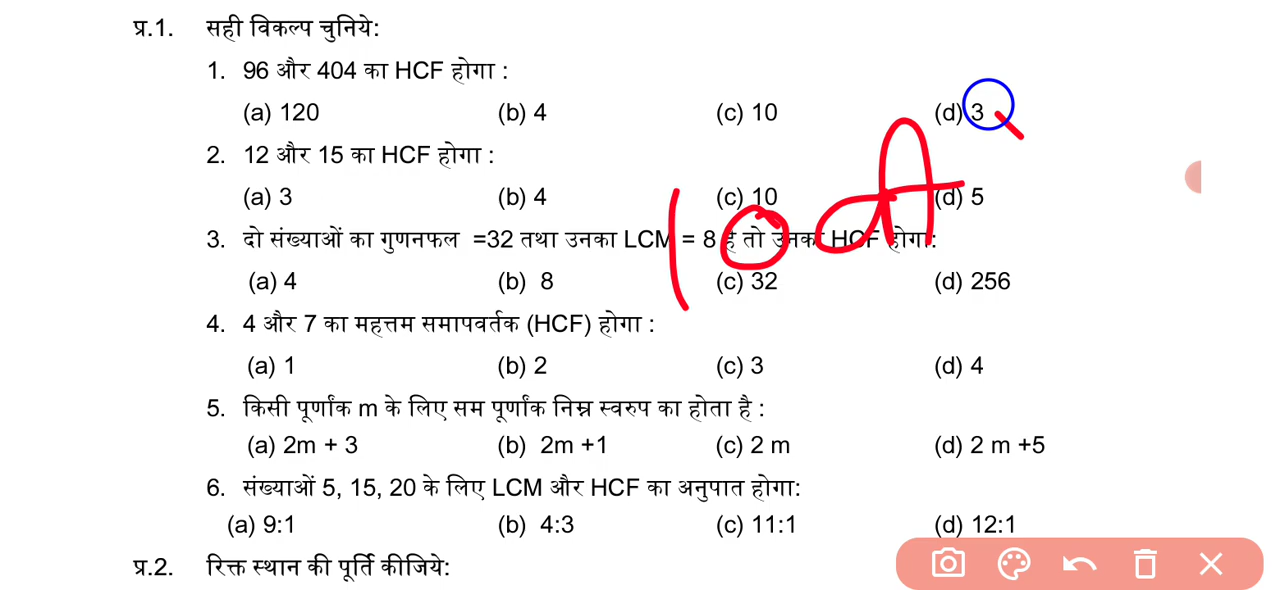 प्र.1. सही विकल्प चुनिये:
1. 96 और 404 का HCF होगा :
(a) 120 (b) 4 (c) 10 (d) 3
2. 12 और 15 का HCF होगा :
(a) 3 (b) 4 (c) 10 (d) 5
3. दो संख्याओं का गुणनफल =32 तथा उनका LCM = 8 है तो उनका HCF होगा:
(a) 4 (b) 8 (c) 32 (d) 256
4. 4 और 7 का महत्तम समापवर्तक (HCF) होगा :
(a) 1 (b) 2 (c) 3 (d) 4
5. किसी पूर्णांक m के लिए सम पूर्णांक निम्न स्वरुप का होता है :
(a) 2m + 3 (b) 2m +1 (c) 2 m (d) 2 m +5
6. संख्याओं 5, 15, 20 के लिए LCM और HCF का अनुपात होगा:
(a) 9:1 (b) 4:3 (c) 11:1 (d) 12:1
प्र.2. रिक्त स्थान की पूर्ति कीजिये: